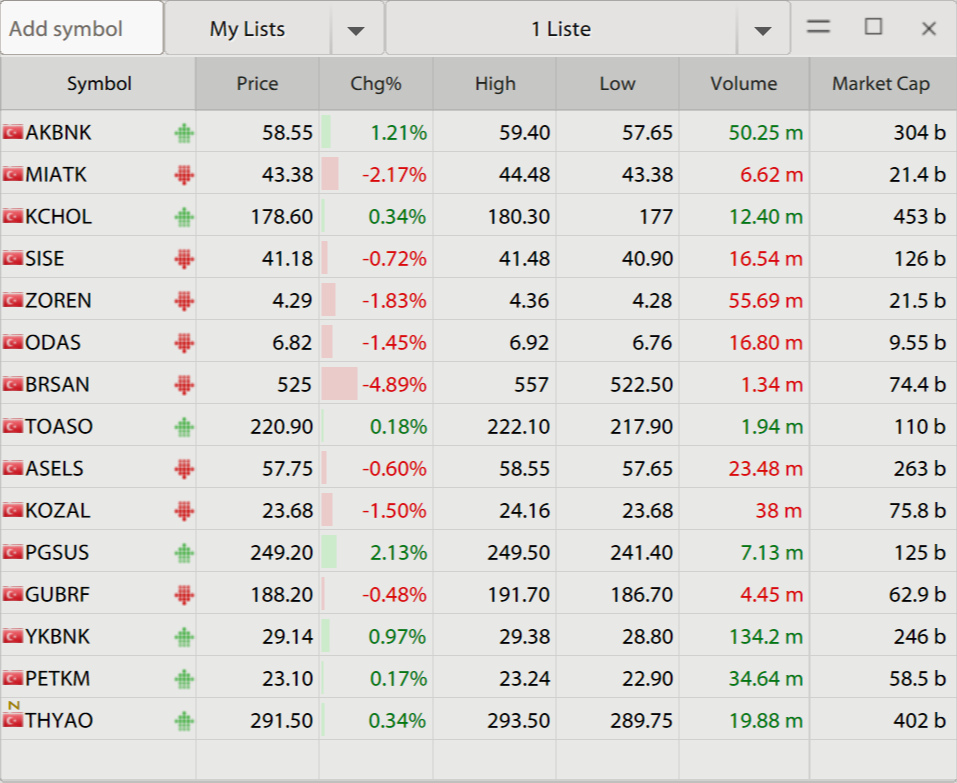 Add symbol My Lists 1 Liste
Symbol Price Chg% High Low Volume Market Cap
AKBNK 58.55 1.21% 59.40 57.65 50.25 m 304 b
MIATK 43.38 -2.17% 44.48 43.38 6.62 m 21.4 b
KCHOL 178.60 0.34% 180.30 177 12.40 m 453 b
SISE 41.18 -0.72% 41.48 40.90 16.54 m 126 b
ZOREN 4.29 -1.83% 4.36 4.28 55.69 m 21.5 b
ODAS 6.82 -1.45% 6.92 6.76 16.80 m 9.55 b
BRSAN 525 -4.89% 557 522.50 1.34 m 74.4 b
TOASO 220.90 0.18% 222.10 217.90 1.94 m 110 b
ASELS 57.75 -0.60% 58.55 57.65 23.48 m 263 b
KOZAL 23.68 -1.50% 24.16 23.68 38 m 75.8 b
PGSUS 249.20 2.13% 249.50 241.40 7.13 m 125 b
GUBRF 188.20 -0.48% 191.70 186.70 4.45 m 62.9 b
YKBNK 29.14 0.97% 29.38 28.80 134.2 m 246 b
PETKM 23.10 0.17% 23.24 22.90 34.64 m 58.5 b
N
THYAO 291.50 0.34% 293.50 289.75 19.88 m 402 b